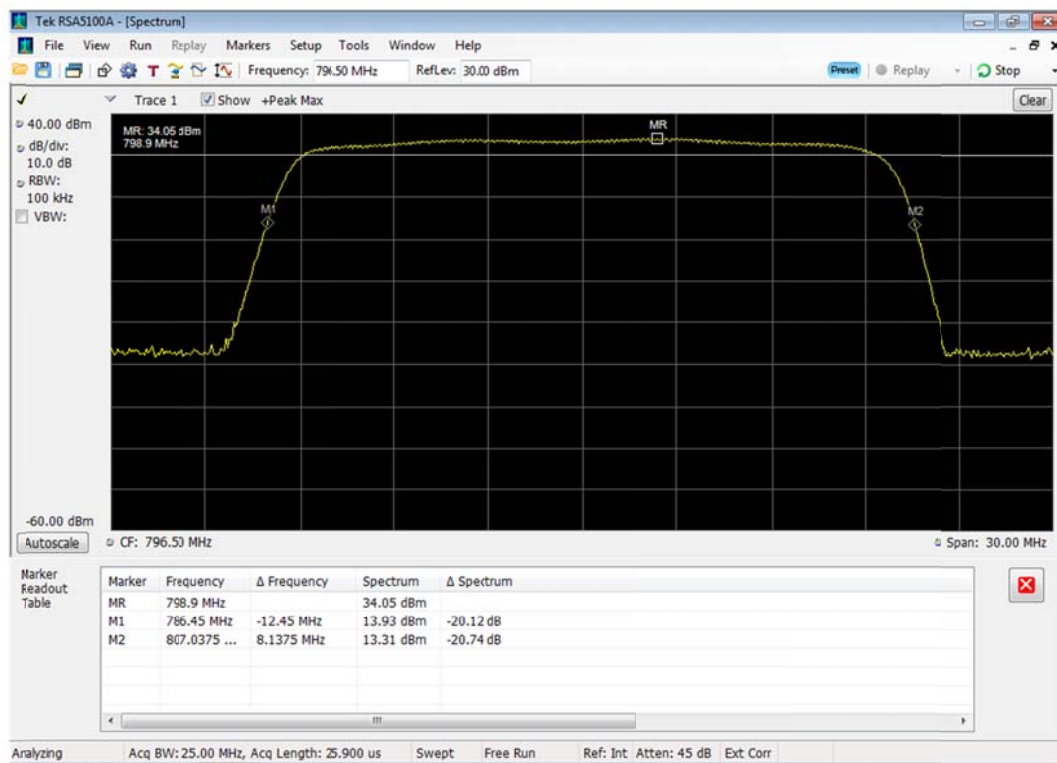 Tek RSA5100A - [Spectrum]
File View Run Replay Markers Setup Tools Window Help
Frequency: 796.50 MHz RefLev: 30.00 dBm Preset Replay Stop
Trace 1 Show +Peak Max Clear
40.00 dBm
dB/div:
10.0 dB
RBW:
100 kHz
VBW:
MR: 34.05 dBm
798.9 MHz
MR
M1
M2
-60.00 dBm
Autoscale CF: 796.50 MHz Span: 30.00 MHz
Marker
Readout
Table
Marker Frequency Δ Frequency Spectrum Δ Spectrum
MR 798.9 MHz 34.05 dBm
M1 786.45 MHz -12.45 MHz 13.93 dBm -20.12 dB
M2 807.0375 ... 8.1375 MHz 13.31 dBm -20.74 dB
Analyzing Acq BW: 25.00 MHz, Acq Length: 25.900 us Swept Free Run Ref: Int Atten: 45 dB Ext Corr